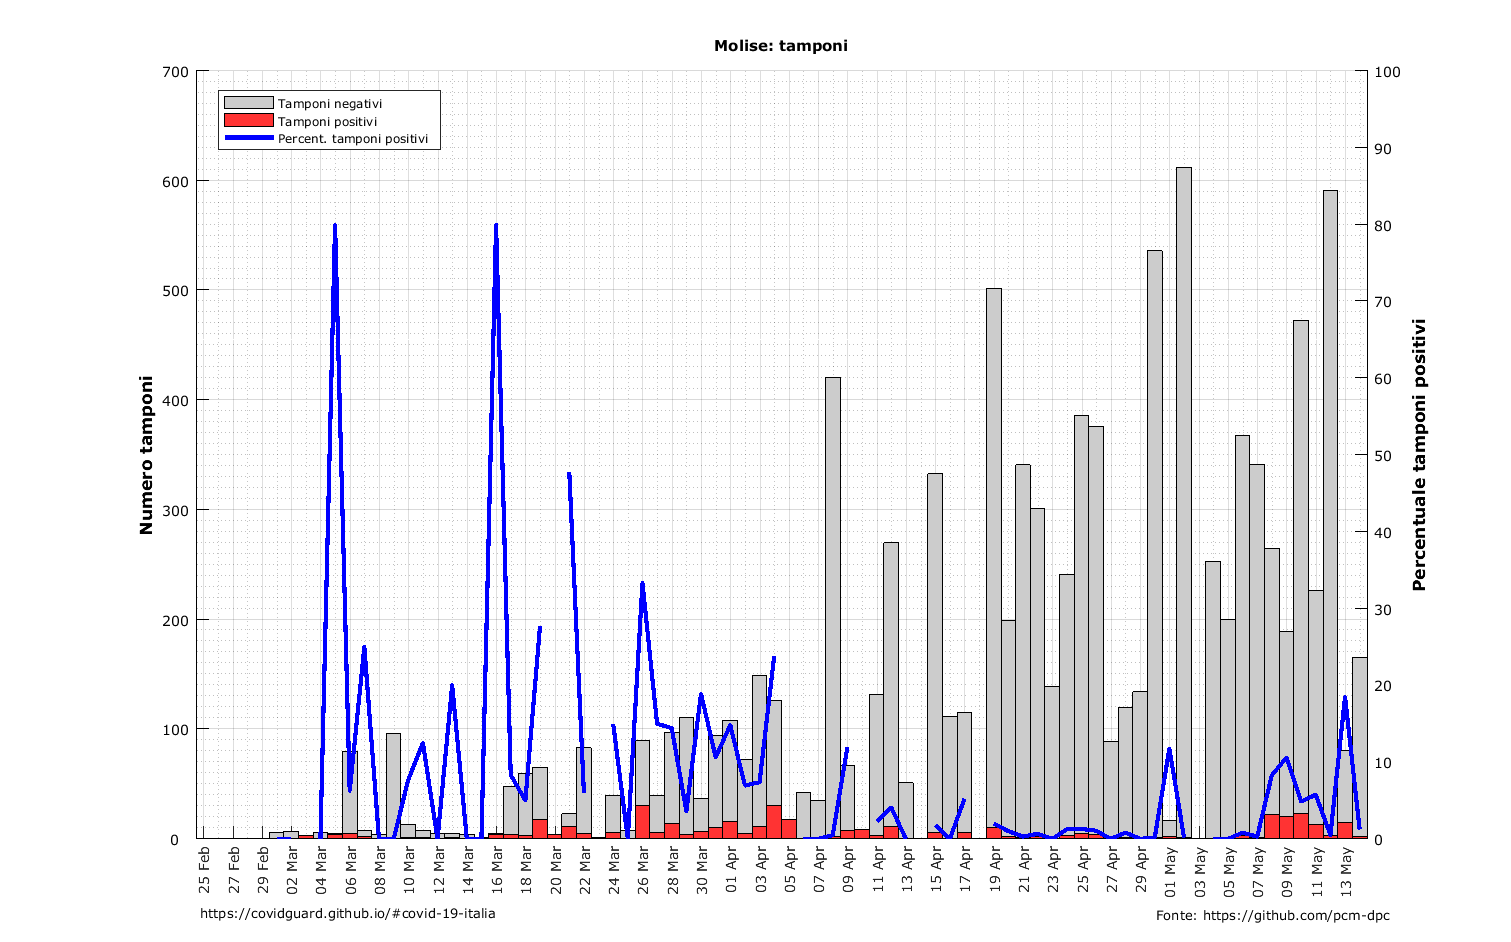 Molise: tamponi
Tamponi negativi
Tamponi positivi
Percent. tamponi positivi
Numero tamponi
700
600
500
400
300
200
100
0
Percentuale tamponi positivi
100
90
80
70
60
50
40
30
20
10
0
25 Feb
27 Feb
29 Feb
02 Mar
04 Mar
06 Mar
08 Mar
10 Mar
12 Mar
14 Mar
16 Mar
18 Mar
20 Mar
22 Mar
24 Mar
26 Mar
28 Mar
30 Mar
01 Apr
03 Apr
05 Apr
07 Apr
09 Apr
11 Apr
13 Apr
15 Apr
17 Apr
19 Apr
21 Apr
23 Apr
25 Apr
27 Apr
29 Apr
01 May
03 May
05 May
07 May
09 May
11 May
13 May
https://covidguard.github.io/#covid-19-italia
Fonte: https://github.com/pcm-dpc